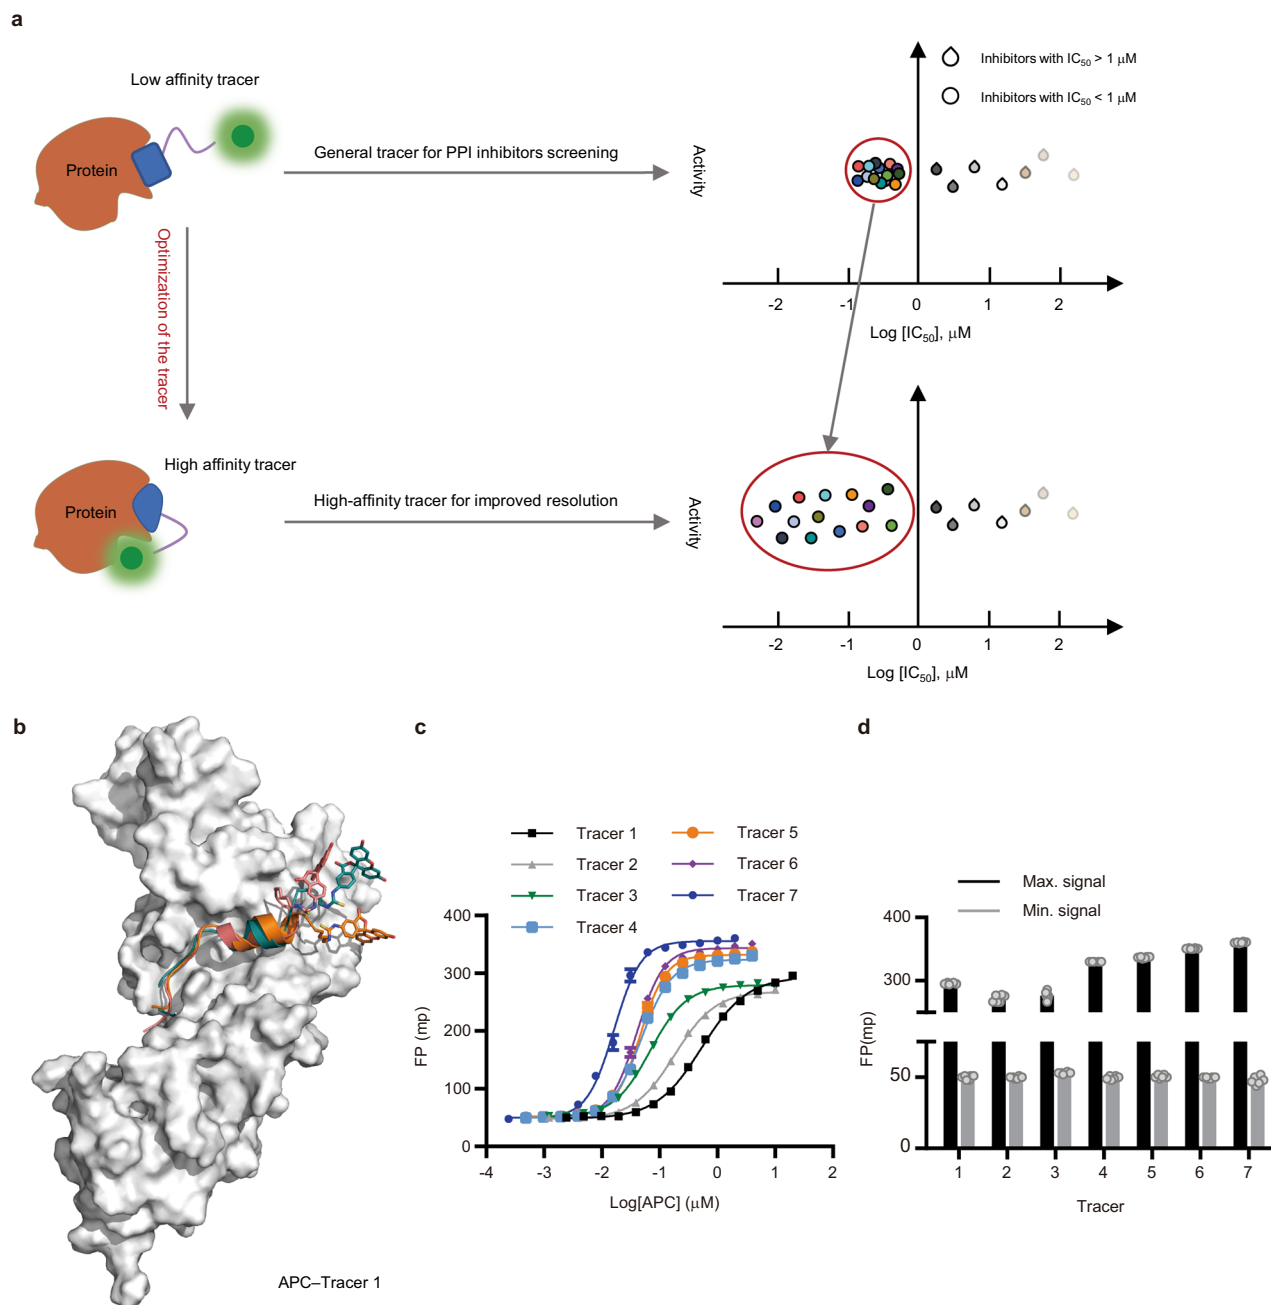 a
Low affinity tracer
Protein
General tracer for PPI inhibitors screening
Activity
Inhibitors with IC50 > 1 μM
Inhibitors with IC50 < 1 μM
-2 -1 0 1 2
Log [IC50], μM
Optimization of the tracer
High affinity tracer
Protein
High-affinity tracer for improved resolution
Activity
-2 -1 0 1 2
Log [IC50], μM
b
APC–Tracer 1
c
Tracer 1
Tracer 2
Tracer 3
Tracer 4
Tracer 5
Tracer 6
Tracer 7
FP (mp)
400
300
200
100
0
-4 -3 -2 -1 0 1 2
Log[APC] (μM)
d
Max. signal
Min. signal
FP(mp)
400
300
50
0
1 2 3 4 5 6 7
Tracer